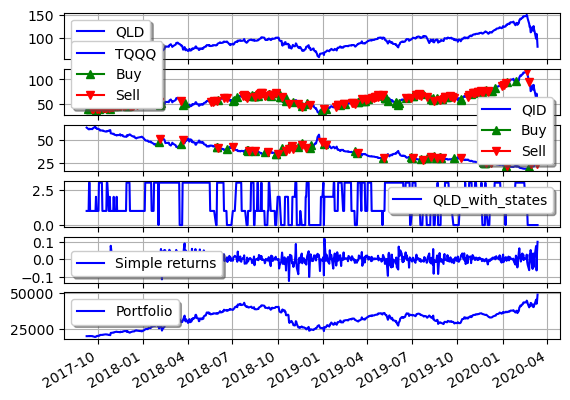 150
100
QLD
TQQQ
Buy
Sell
100
50
QID
Buy
Sell
50
25
2.5
0.0
QLD_with_states
0.1
0.0
−0.1
Simple returns
50000
25000
Portfolio
2017-10
2018-01
2018-04
2018-07
2018-10
2019-01
2019-04
2019-07
2019-10
2020-01
2020-04